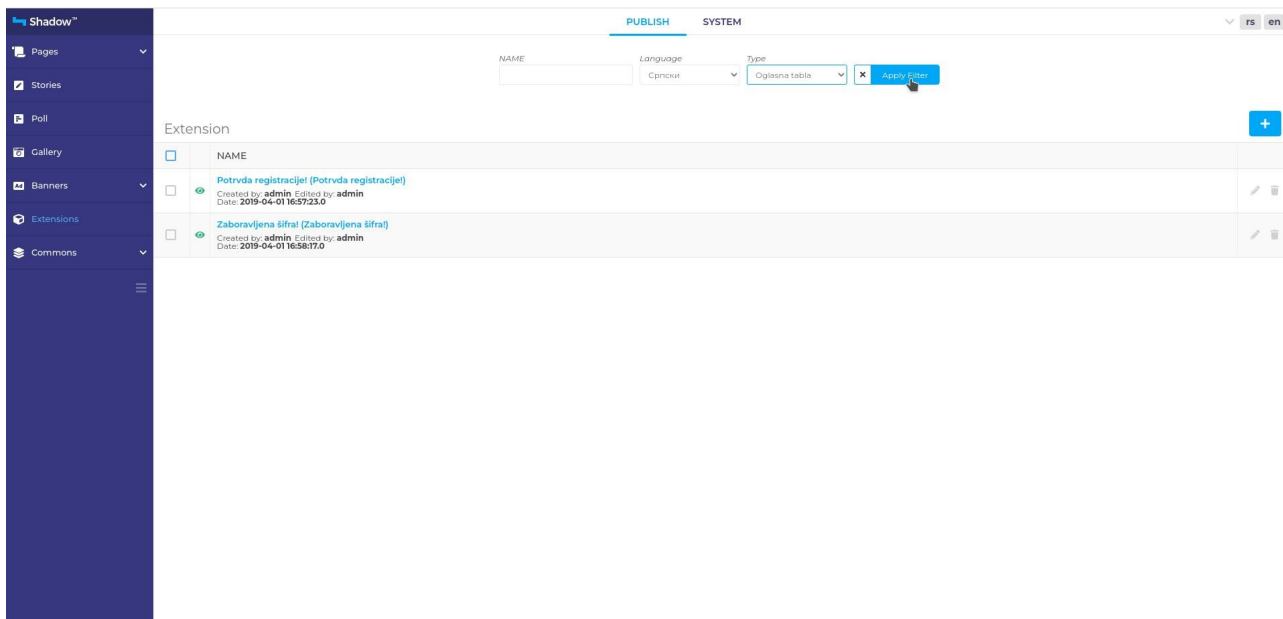 Shadow™
PUBLISH SYSTEM
rs en
Pages
Stories
Poll
Gallery
Banners
Extensions
Commons
NAME Language Type
Српски Oglasna tabla × Apply Filter
Extension
+
NAME
Potrvda registracije! (Potrvda registracije!)
Created by: admin Edited by: admin
Date: 2019-04-01 16:57:23.0
Zaboravljena šifra! (Zaboravljena šifra!)
Created by: admin Edited by: admin
Date: 2019-04-01 16:58:17.0